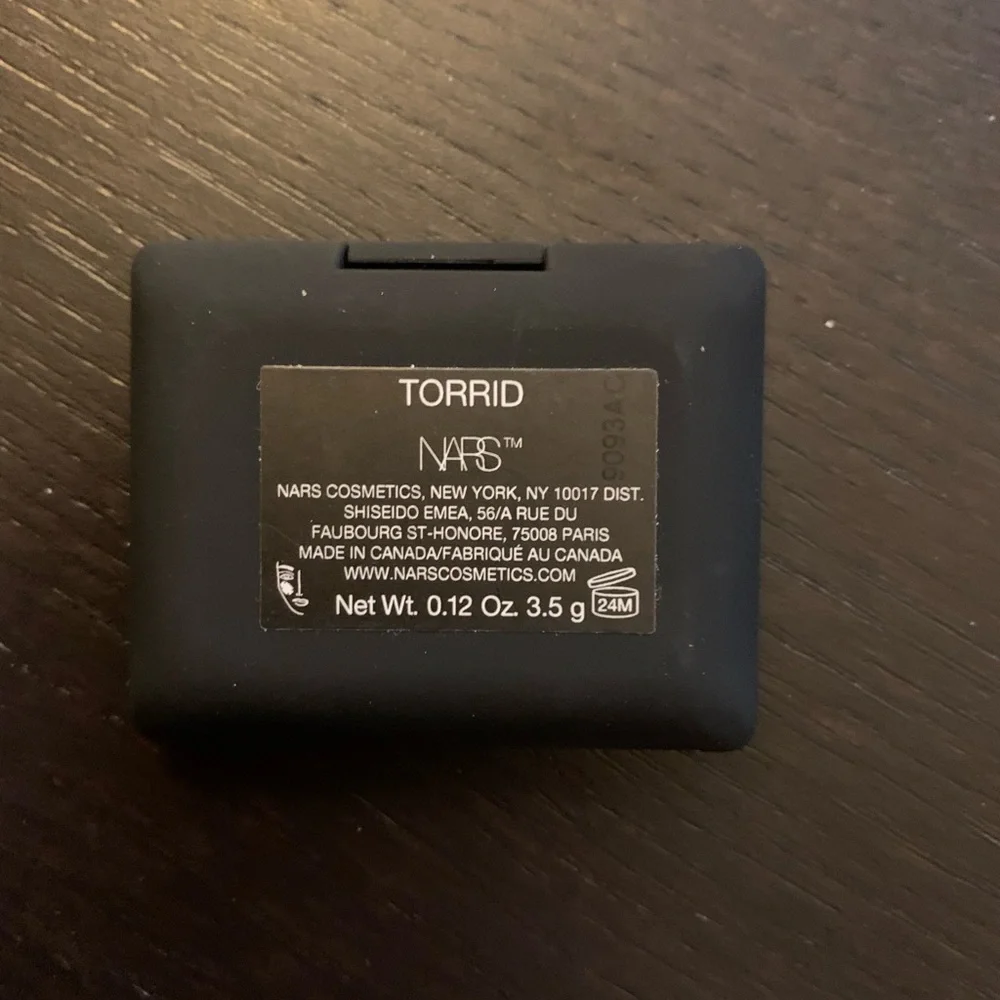 TORRID
NARS™
NARS COSMETICS, NEW YORK, NY 10017 DIST.
SHISEIDO EMEA, 56/A RUE DU
FAUBOURG ST-HONORE, 75008 PARIS
MADE IN CANADA/FABRIQUÉ AU CANADA
WWW.NARSCOSMETICS.COM
Net Wt. 0.12 Oz. 3.5 g
24M
9093AC